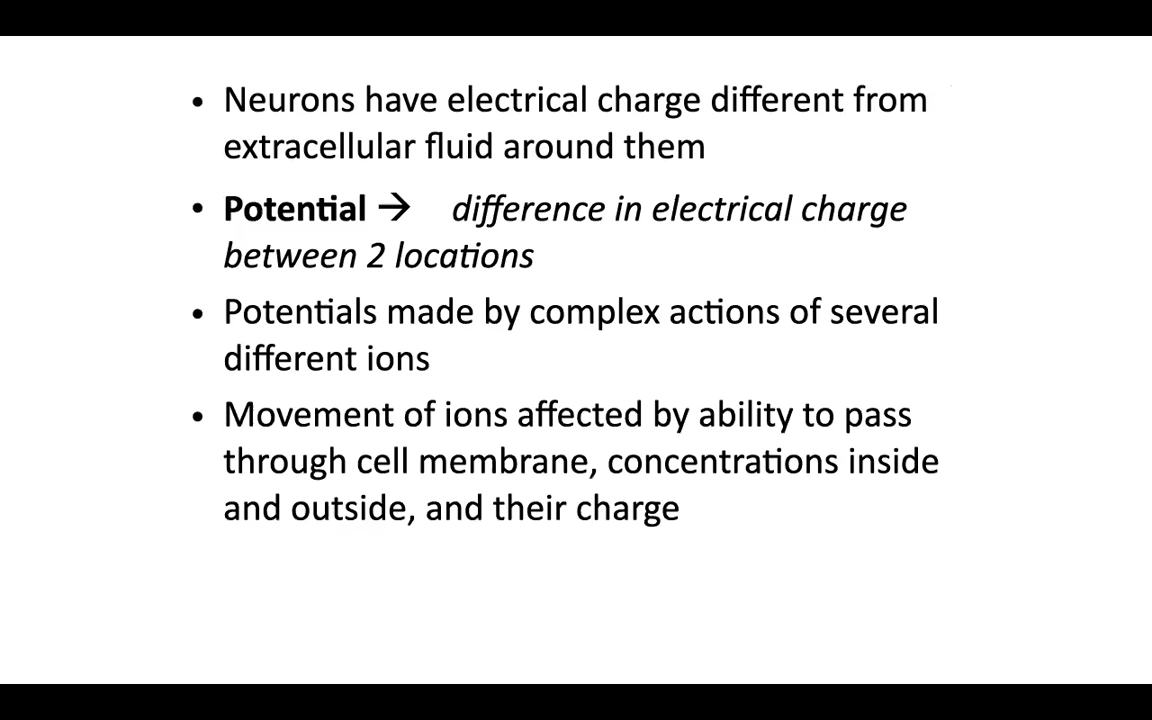 • Neurons have electrical charge different from
extracellular fluid around them
• Potential → difference in electrical charge
between 2 locations
• Potentials made by complex actions of several
different ions
• Movement of ions affected by ability to pass
through cell membrane, concentrations inside
and outside, and their charge